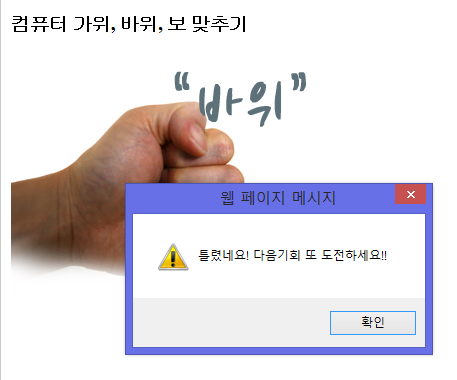 컴퓨터 가위, 바위, 보 맞추기
“바위”
웹 페이지 메시지
틀렸네요! 다음기회 또 도전하세요!!
확인